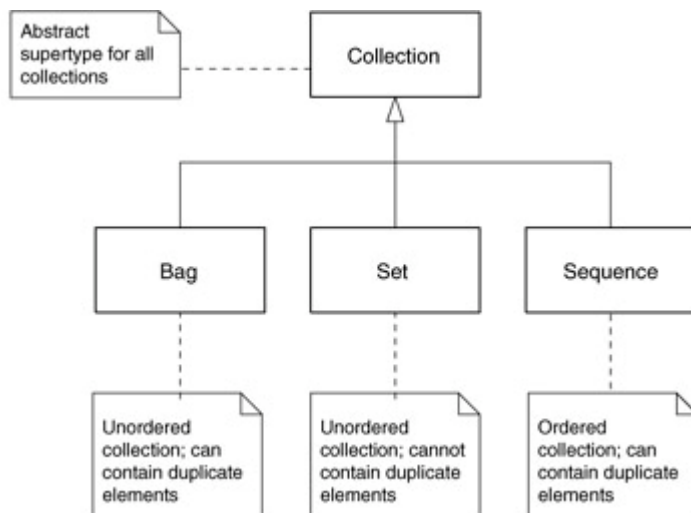 Abstract
supertype for all
collections
Collection
Bag
Set
Sequence
Unordered
collection; can
contain duplicate
elements
Unordered
collection; cannot
contain duplicate
elements
Ordered
collection; can
contain duplicate
elements